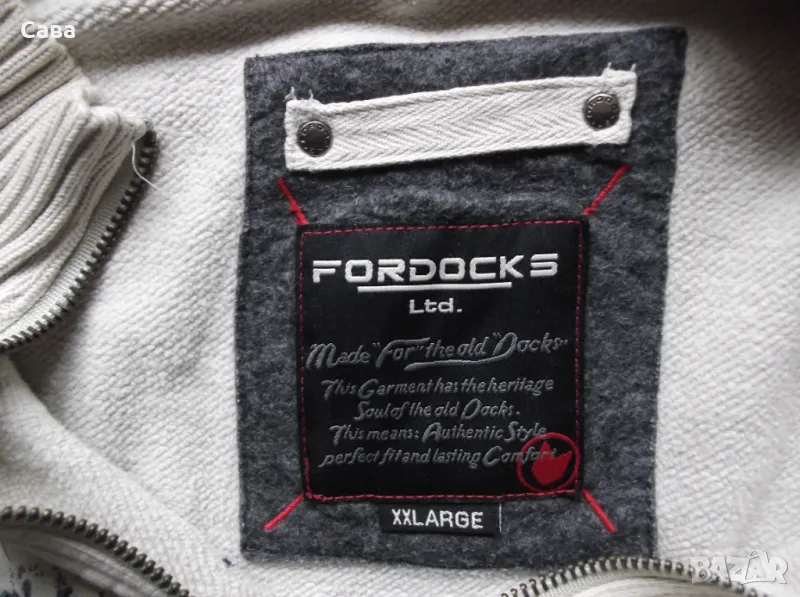 Сава
FORDOCKS
Ltd.
Made "For" the old "Docks"
This Garment has the heritage
Soul of the old Docks.
This means: Authentic Style
perfect fit and lasting Comfort.
XXLARGE
BAZAR